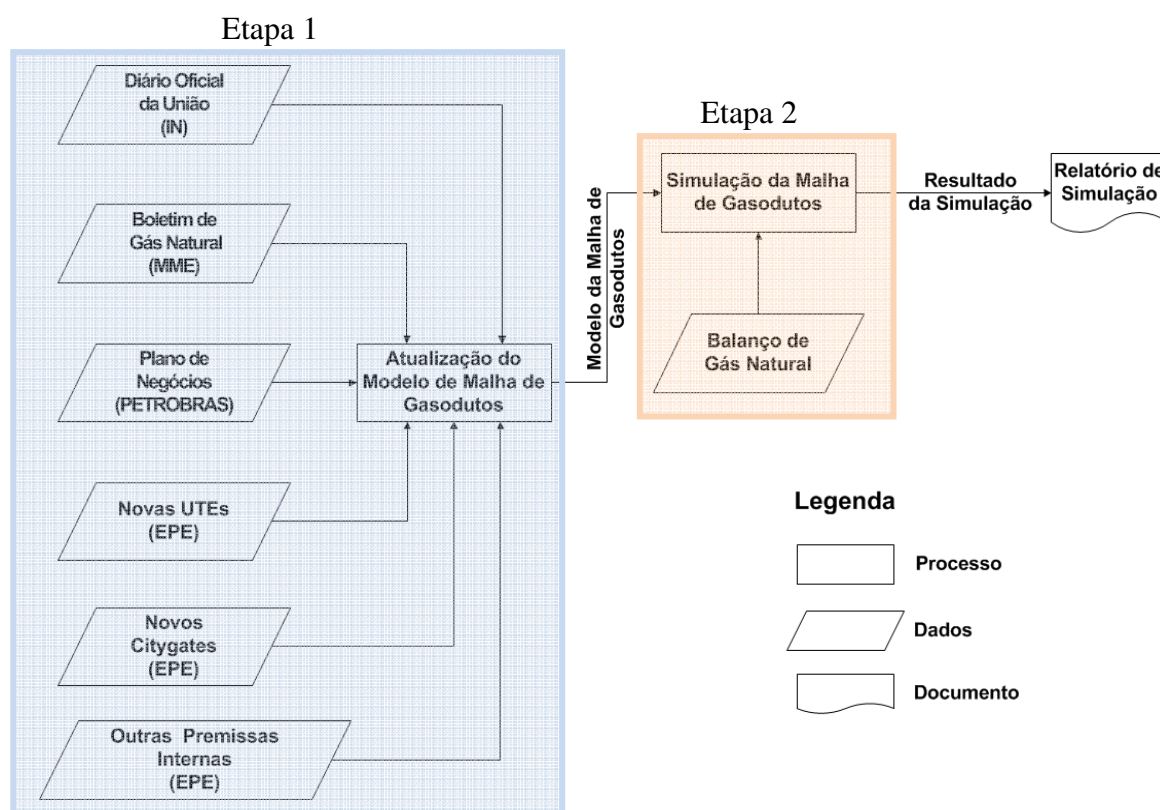 Etapa 1
Diário Oficial
da União
(IN)
Boletim de
Gás Natural
(MME)
Plano de
Negócios
(PETROBRAS)
Novas UTEs
(EPE)
Novos
Citygates
(EPE)
Outras Premissas
Internas
(EPE)
Atualização do
Modelo de Malha de
Gasodutos
Modelo da Malha de
Gasodutos
Etapa 2
Simulação da Malha
de Gasodutos
Balanço de
Gás Natural
Resultado
da Simulação
Relatório de
Simulação
Legenda
Processo
Dados
Documento